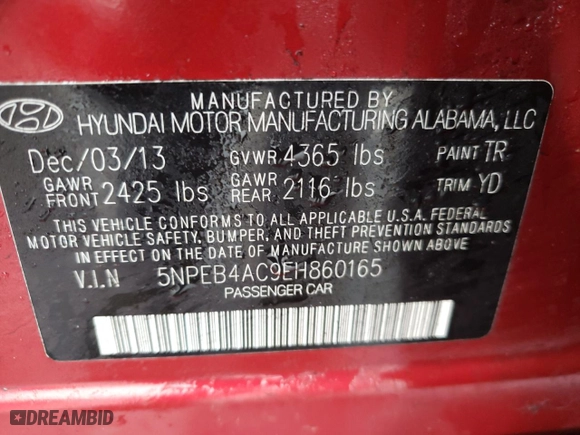 MANUFACTURED BY
HYUNDAI MOTOR MANUFACTURING ALABAMA, LLC
Dec/03/13 GVWR 4365 lbs PAINT TR
GAWR FRONT 2425 lbs GAWR REAR 2116 lbs TRIM YD
THIS VEHICLE CONFORMS TO ALL APPLICABLE U.S.A. FEDERAL
MOTOR VEHICLE SAFETY, BUMPER, AND THEFT PREVENTION STANDARDS
IN EFFECT ON THE DATE OF MANUFACTURE SHOWN ABOVE.
V.I.N 5NPEB4AC9EH860165
PASSENGER CAR
DREAMBID